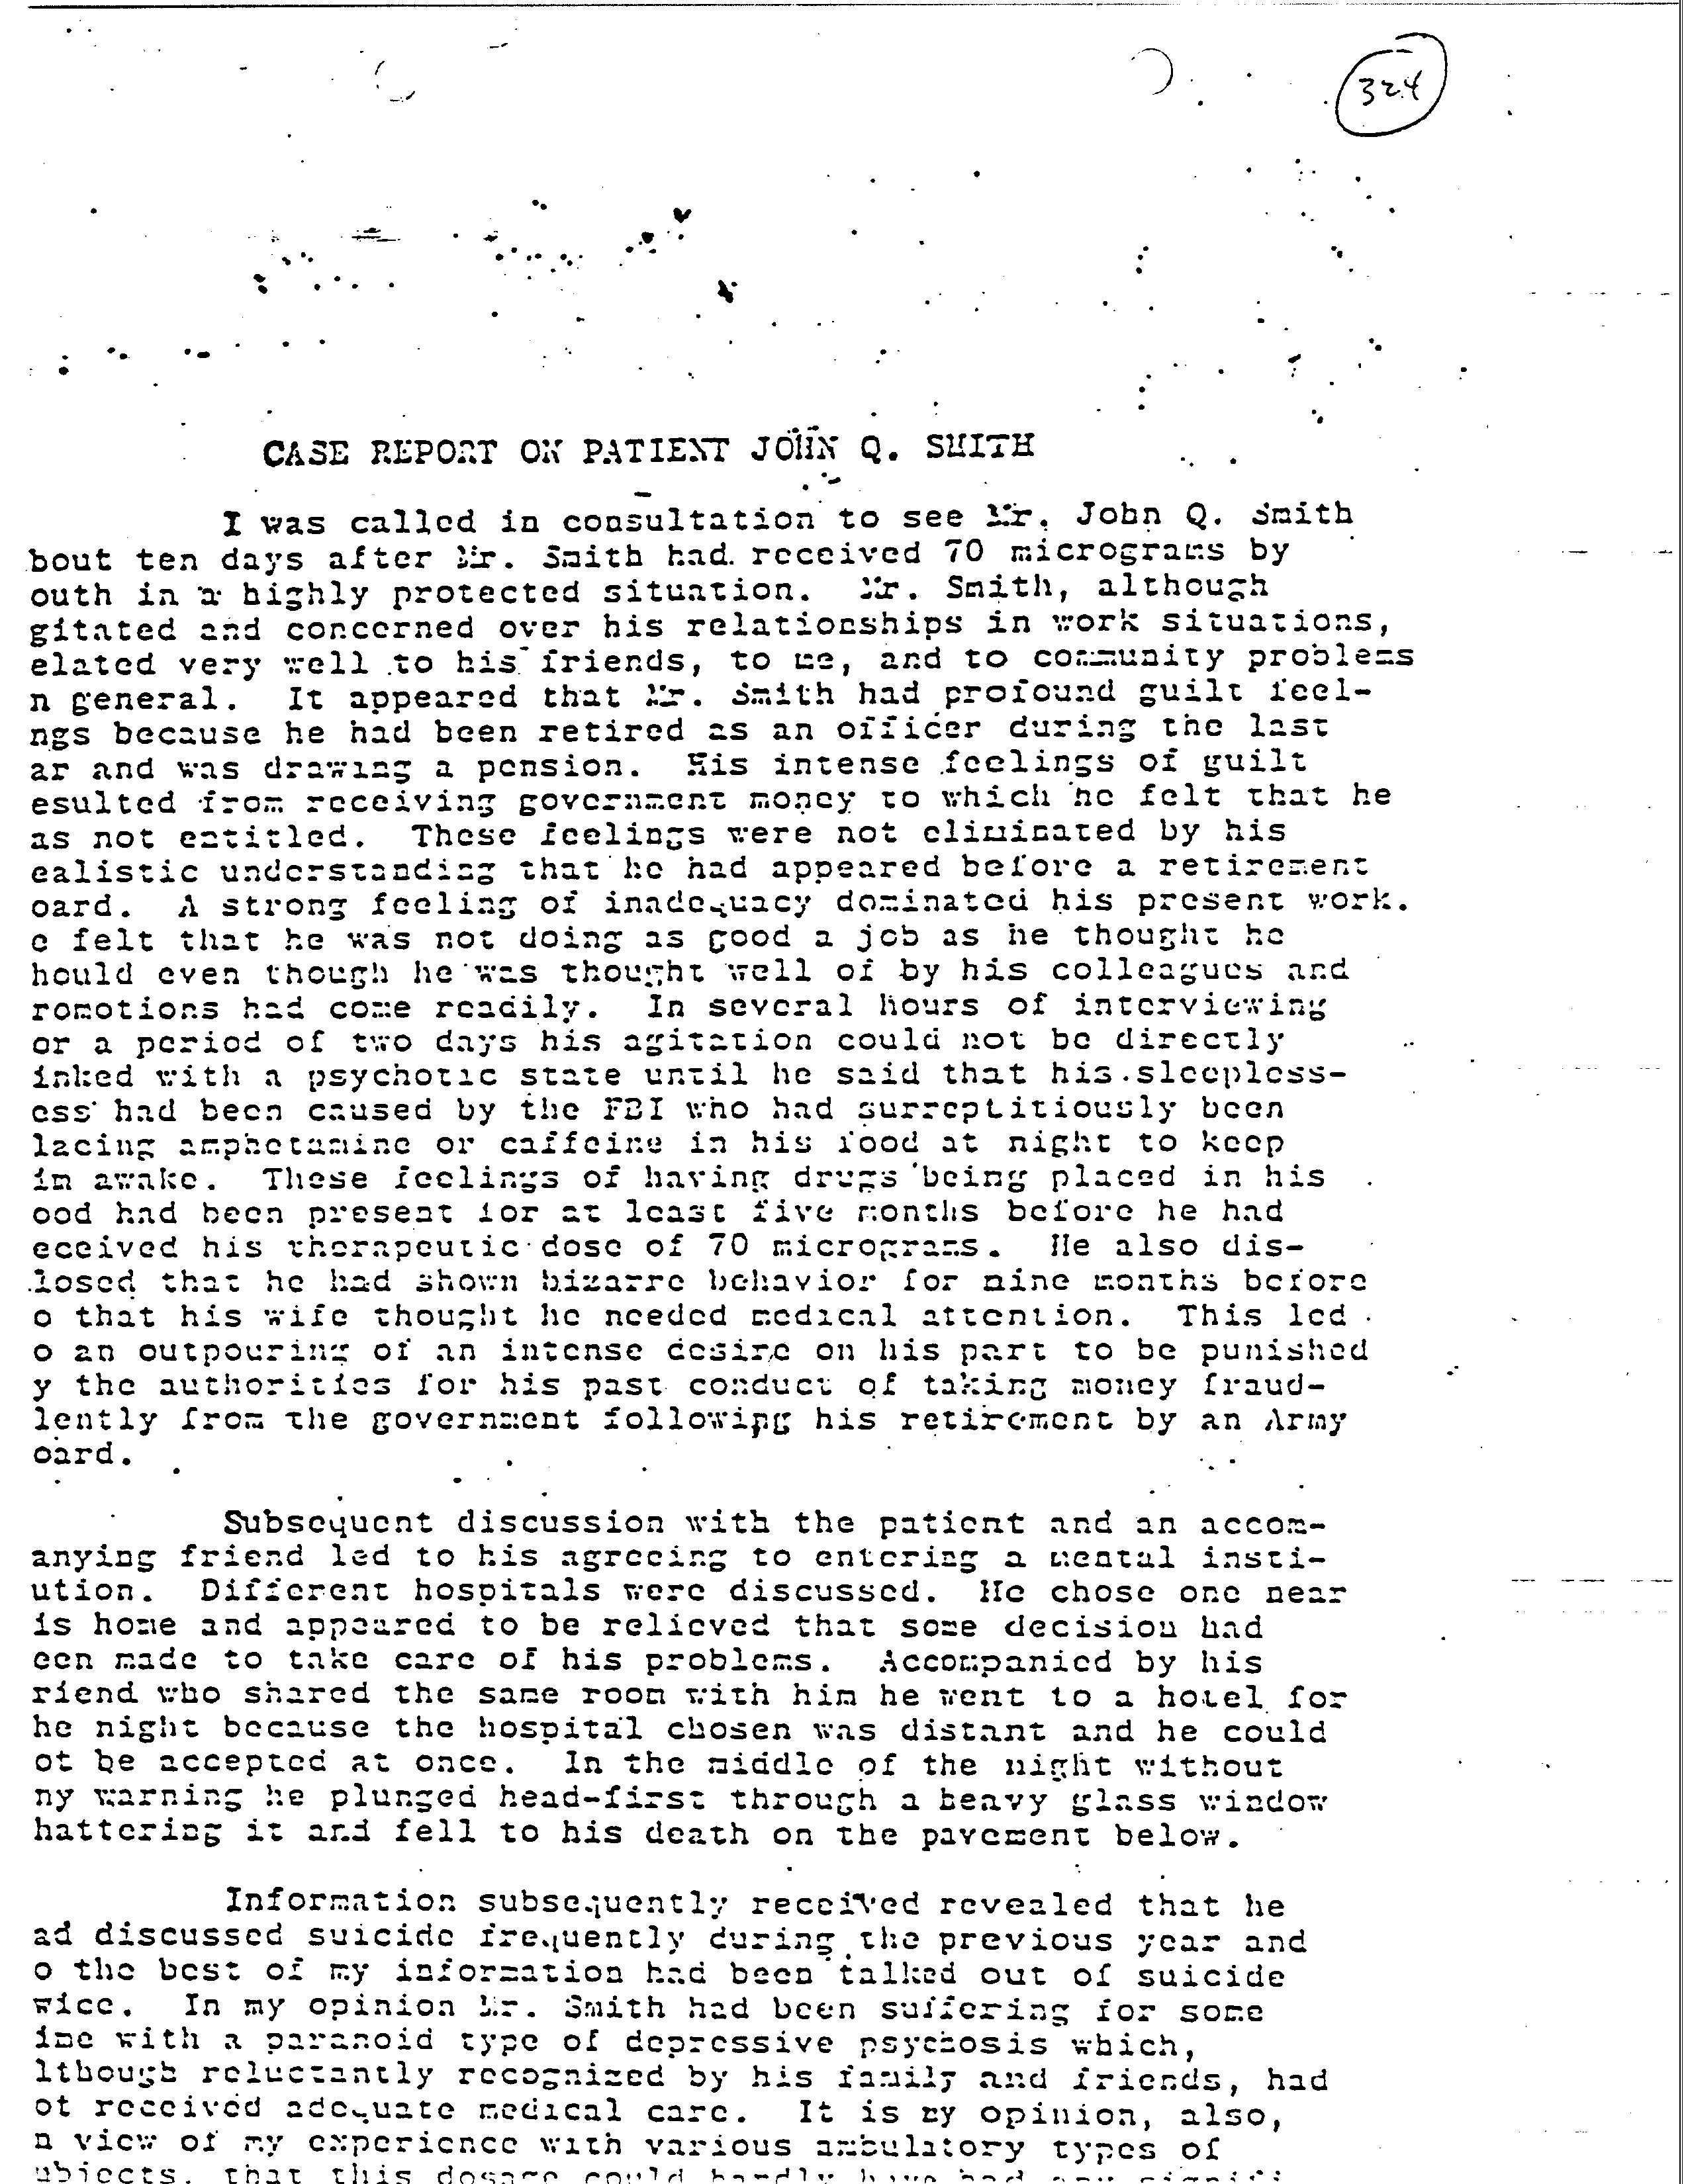 324
CASE REPORT ON PATIENT JOHN Q. SMITH
I was called in consultation to see Mr. John Q. Smith
bout ten days after Mr. Smith had received 70 micrograms by
outh in a highly protected situation. Mr. Smith, although
gitated and concerned over his relationships in work situations,
elated very well to his friends, to me, and to community problems
n general. It appeared that Mr. Smith had profound guilt feel-
ngs because he had been retired as an officer during the last
ar and was drawing a pension. His intense feelings of guilt
esulted from receiving government money to which he felt that he
as not entitled. These feelings were not eliminated by his
ealistic understanding that he had appeared before a retirement
oard. A strong feeling of inadequacy dominated his present work.
e felt that he was not doing as good a job as he thought he
hould even though he was thought well of by his colleagues and
romotions had come readily. In several hours of interviewing
or a period of two days his agitation could not be directly
inked with a psychotic state until he said that his sleepless-
ess had been caused by the FBI who had surreptitiously been
lacing amphetamine or caffeine in his food at night to keep
im awake. These feelings of having drugs being placed in his
ood had been present for at least five months before he had
eceived his therapeutic dose of 70 micrograms. He also dis-
losed that he had shown bizarre behavior for nine months before
o that his wife thought he needed medical attention. This led
o an outpouring of an intense desire on his part to be punished
y the authorities for his past conduct of taking money fraud-
lently from the government following his retirement by an Army
oard.
Subsequent discussion with the patient and an accom-
anying friend led to his agreeing to entering a mental insti-
ution. Different hospitals were discussed. He chose one near
is home and appeared to be relieved that some decision had
een made to take care of his problems. Accompanied by his
riend who shared the same room with him he went to a hotel for
he night because the hospital chosen was distant and he could
ot be accepted at once. In the middle of the night without
ny warning he plunged head-first through a heavy glass window
hattering it and fell to his death on the pavement below.
Information subsequently received revealed that he
ad discussed suicide frequently during the previous year and
o the best of my information had been talked out of suicide
wice. In my opinion Mr. Smith had been suffering for some
ime with a paranoid type of depressive psychosis which,
lthough reluctantly recognized by his family and friends, had
ot received adequate medical care. It is my opinion, also,
n view of my experience with various ambulatory types of
ubjects, that this dosage could hardly have had any signifi